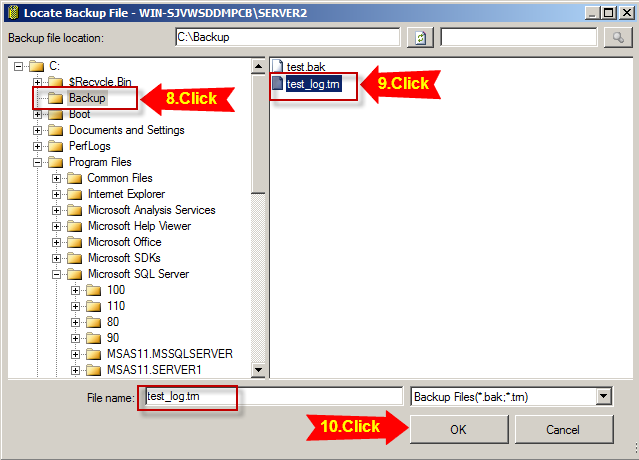 Locate Backup File - WIN-SJVWSDDMPCB\SERVER2
Backup file location: C:\Backup
C:
$Recycle.Bin
Backup
Boot
Documents and Settings
PerfLogs
Program Files
Common Files
Internet Explorer
Microsoft Analysis Services
Microsoft Help Viewer
Microsoft Office
Microsoft SDKs
Microsoft SQL Server
100
110
80
90
MSAS11.MSSQLSERVER
MSAS11.SERVER1
8.Click
test.bak
test_log.trn
9.Click
File name: test_log.trn
Backup Files(*.bak;*.trn)
10.Click
OK
Cancel